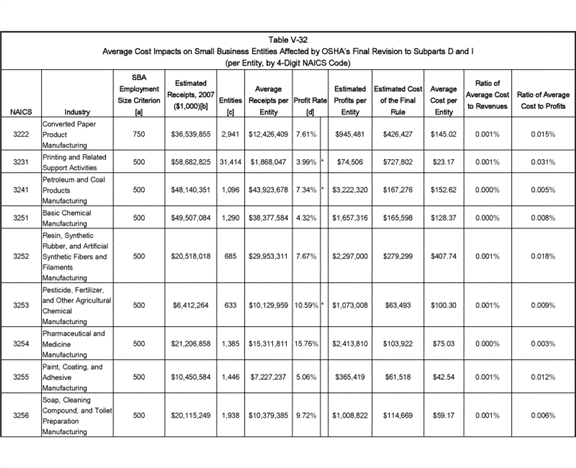 Table V-32
Average Cost Impacts on Small Business Entities Affected by OSHA's Final Revision to Subparts D and I
(per Entity, by 4-Digit NAICS Code)
NAICS Industry SBA Employment Size Criterion [a] Estimated Receipts, 2007 ($1,000)[b] Entities [c] Average Receipts per Entity Profit Rate [d] Estimated Profits per Entity Estimated Cost of the Final Rule Average Cost per Entity Ratio of Average Cost to Revenues Ratio of Average Cost to Profits
3222 Converted Paper Product Manufacturing 750 $36,539,855 2,941 $12,426,409 7.61% $945,481 $426,427 $145.02 0.001% 0.015%
3231 Printing and Related Support Activities 500 $58,682,825 31,414 $1,868,047 3.99% * $74,506 $727,802 $23.17 0.001% 0.031%
3241 Petroleum and Coal Products Manufacturing 500 $48,140,351 1,096 $43,923,678 7.34% * $3,222,320 $167,276 $152.62 0.000% 0.005%
3251 Basic Chemical Manufacturing 500 $49,507,084 1,290 $38,377,584 4.32% $1,657,316 $165,598 $128.37 0.000% 0.008%
3252 Resin, Synthetic Rubber, and Artificial Synthetic Fibers and Filaments Manufacturing 500 $20,518,018 685 $29,953,311 7.67% $2,297,000 $279,299 $407.74 0.001% 0.018%
3253 Pesticide, Fertilizer, and Other Agricultural Chemical Manufacturing 500 $6,412,264 633 $10,129,959 10.59% * $1,073,008 $63,493 $100.30 0.001% 0.009%
3254 Pharmaceutical and Medicine Manufacturing 500 $21,206,858 1,385 $15,311,811 15.76% $2,413,810 $103,922 $75.03 0.000% 0.003%
3255 Paint, Coating, and Adhesive Manufacturing 500 $10,450,584 1,446 $7,227,237 5.06% $365,419 $61,518 $42.54 0.001% 0.012%
3256 Soap, Cleaning Compound, and Toilet Preparation Manufacturing 500 $20,115,249 1,938 $10,379,385 9.72% $1,008,822 $114,669 $59.17 0.001% 0.006%